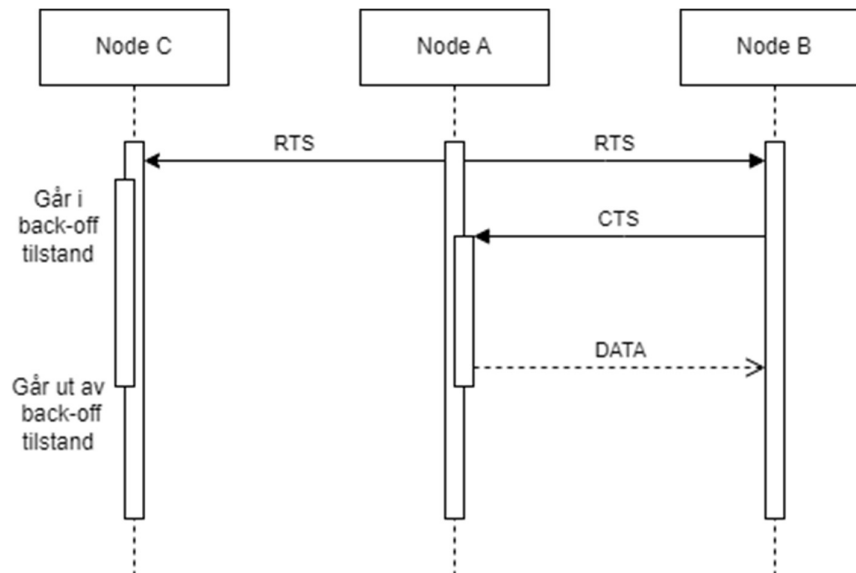 Node C
Node A
Node B
RTS
RTS
Går i
back-off
tilstand
CTS
DATA
Går ut av
back-off
tilstand